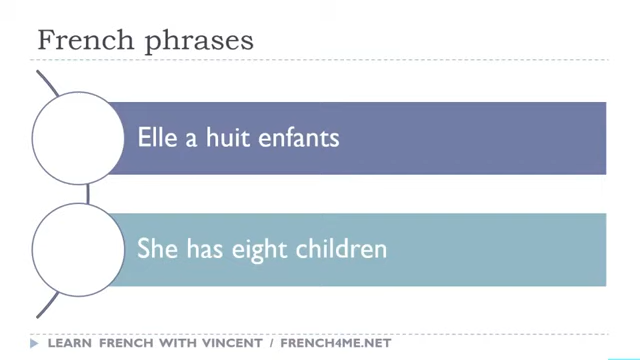 French phrases
Elle a huit enfants
She has eight children
LEARN FRENCH WITH VINCENT / FRENCH4ME.NET